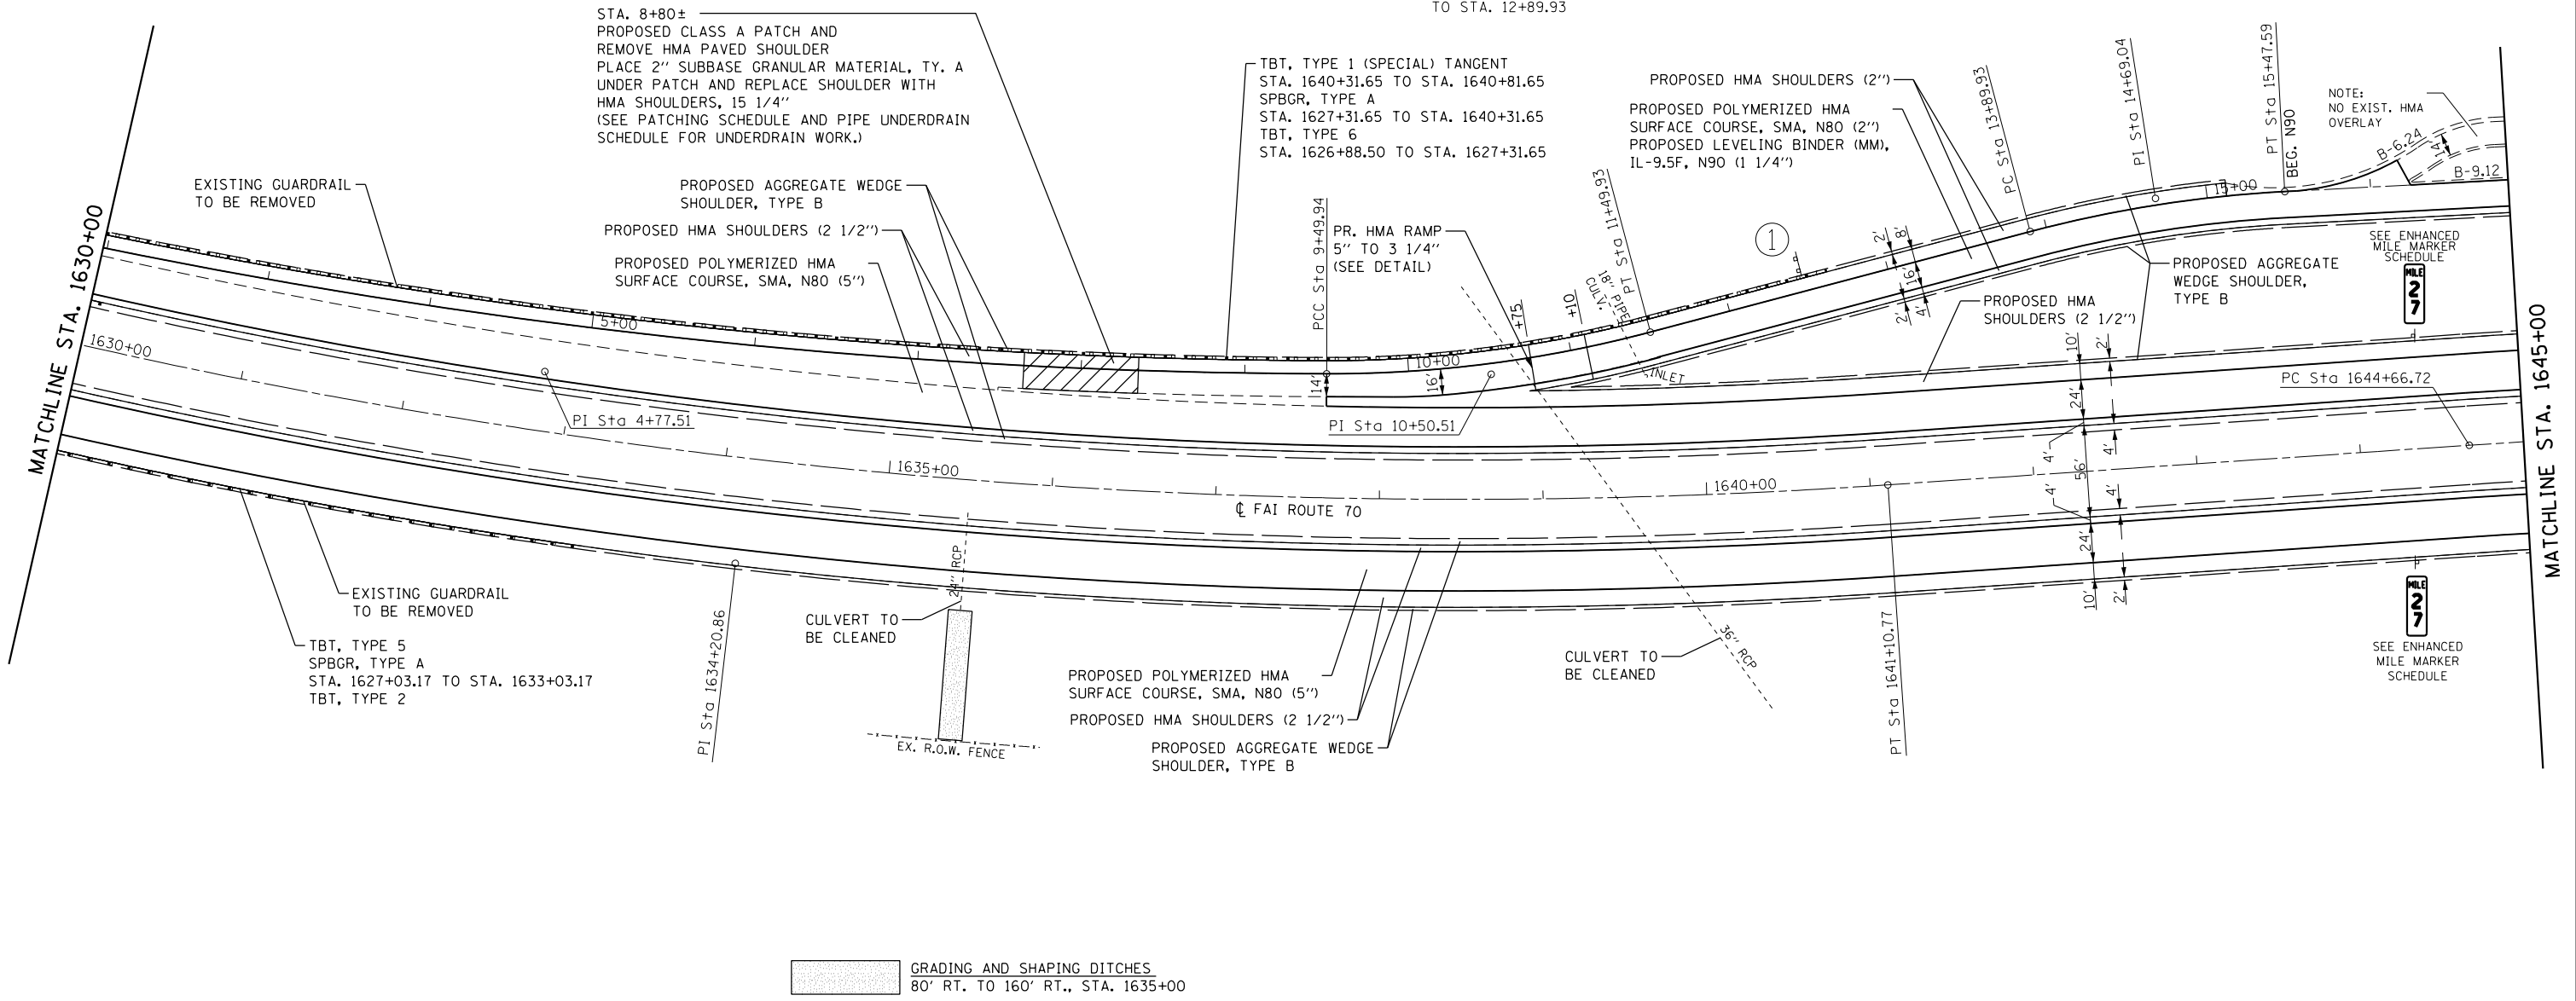 TO STA. 12+89.93
STA. 8+80±
PROPOSED CLASS A PATCH AND
REMOVE HMA PAVED SHOULDER
PLACE 2" SUBBASE GRANULAR MATERIAL, TY. A
UNDER PATCH AND REPLACE SHOULDER WITH
HMA SHOULDERS, 15 1/4"
(SEE PATCHING SCHEDULE AND PIPE UNDERDRAIN
SCHEDULE FOR UNDERDRAIN WORK.)
TBT, TYPE 1 (SPECIAL) TANGENT
STA. 1640+31.65 TO STA. 1640+81.65
SPBGR, TYPE A
STA. 1627+31.65 TO STA. 1640+31.65
TBT, TYPE 6
STA. 1626+88.50 TO STA. 1627+31.65
PROPOSED HMA SHOULDERS (2")
PROPOSED POLYMERIZED HMA
SURFACE COURSE, SMA, N80 (2")
PROPOSED LEVELING BINDER (MM),
IL-9.5F, N90 (1 1/4")
PC Sta 13+89.93
PI Sta 14+69.04
PT Sta 15+47.59
BEG. N90
NOTE:
NO EXIST. HMA
OVERLAY
B-6.24
14'
B-9.12
15+00
MATCHLINE STA. 1630+00
EXISTING GUARDRAIL
TO BE REMOVED
PROPOSED AGGREGATE WEDGE
SHOULDER, TYPE B
PROPOSED HMA SHOULDERS (2 1/2")
PROPOSED POLYMERIZED HMA
SURFACE COURSE, SMA, N80 (5")
PCC Sta 9+49.94
PR. HMA RAMP
5" TO 3 1/4"
(SEE DETAIL)
+75
+10
18" PIPE
CULV.
PT Sta 11+49.93
1
2'
8'
16'
2'
4'
PROPOSED AGGREGATE
WEDGE SHOULDER,
TYPE B
SEE ENHANCED
MILE MARKER
SCHEDULE
MILE
2
7
PROPOSED HMA
SHOULDERS (2 1/2")
5+00
10+00
14'
16'
INLET
1630+00
PI Sta 4+77.51
PI Sta 10+50.51
PC Sta 1644+66.72
MATCHLINE STA. 1645+00
10'
2'
24'
4'
4'
56'
4'
4'
24'
10'
2'
1635+00
1640+00
℄ FAI ROUTE 70
EXISTING GUARDRAIL
TO BE REMOVED
TBT, TYPE 5
SPBGR, TYPE A
STA. 1627+03.17 TO STA. 1633+03.17
TBT, TYPE 2
PI Sta 1634+20.86
24" RCP
CULVERT TO
BE CLEANED
EX. R.O.W. FENCE
PROPOSED POLYMERIZED HMA
SURFACE COURSE, SMA, N80 (5")
PROPOSED HMA SHOULDERS (2 1/2")
PROPOSED AGGREGATE WEDGE
SHOULDER, TYPE B
CULVERT TO
BE CLEANED
36" RCP
PT Sta 1641+10.77
MILE
2
7
SEE ENHANCED
MILE MARKER
SCHEDULE
GRADING AND SHAPING DITCHES
80' RT. TO 160' RT., STA. 1635+00